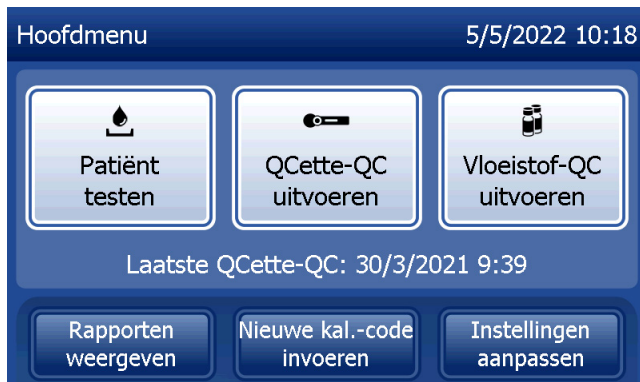 Hoofdmenu 5/5/2022 10:18
Patiënt testen
QCette-QC uitvoeren
Vloeistof-QC uitvoeren
Laatste QCette-QC: 30/3/2021 9:39
Rapporten weergeven
Nieuwe kal.-code invoeren
Instellingen aanpassen